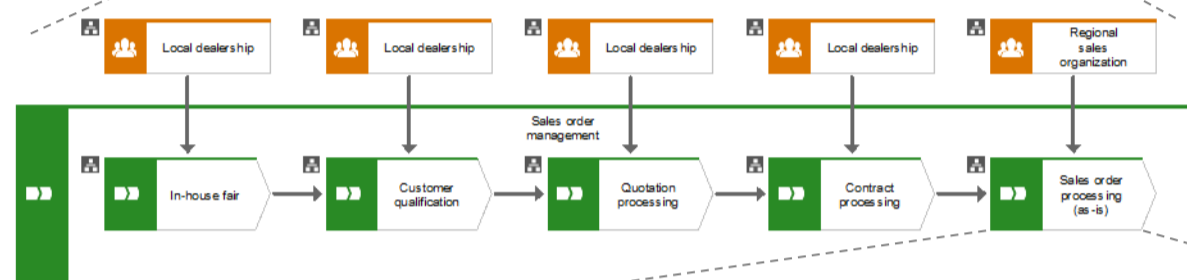 Local dealership
Local dealership
Local dealership
Local dealership
Regional
sales
organization
Sales order
management
In-house fair
Customer
qualification
Quotation
processing
Contract
processing
Sales order
processing
(as-is)